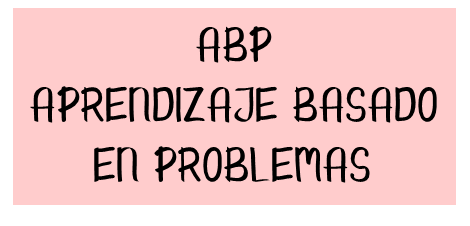 ABP
APRENDIZAJE BASADO
EN PROBLEMAS